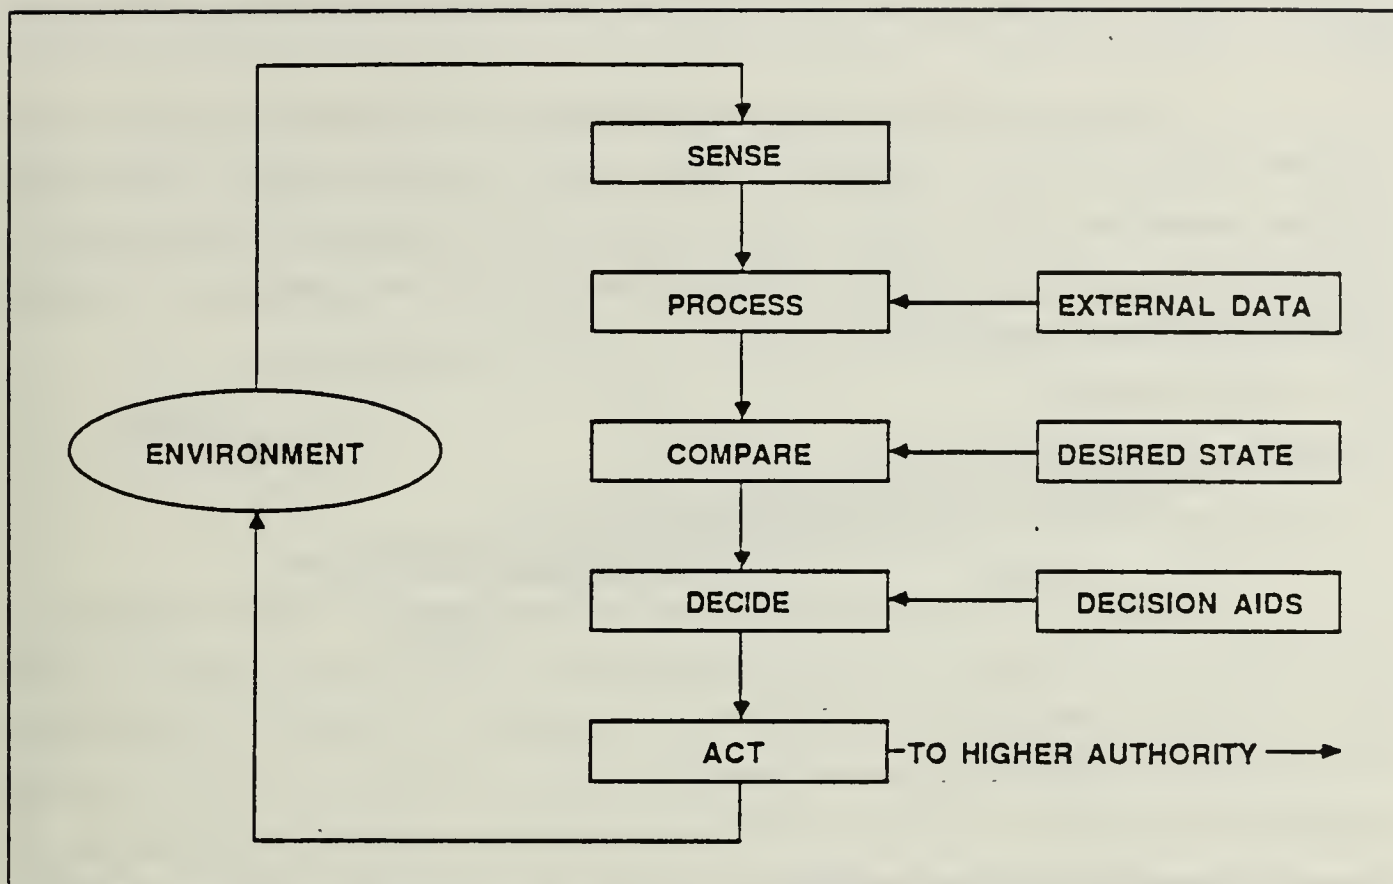 SENSE
PROCESS
EXTERNAL DATA
ENVIRONMENT
COMPARE
DESIRED STATE
DECIDE
DECISION AIDS
ACT
TO HIGHER AUTHORITY